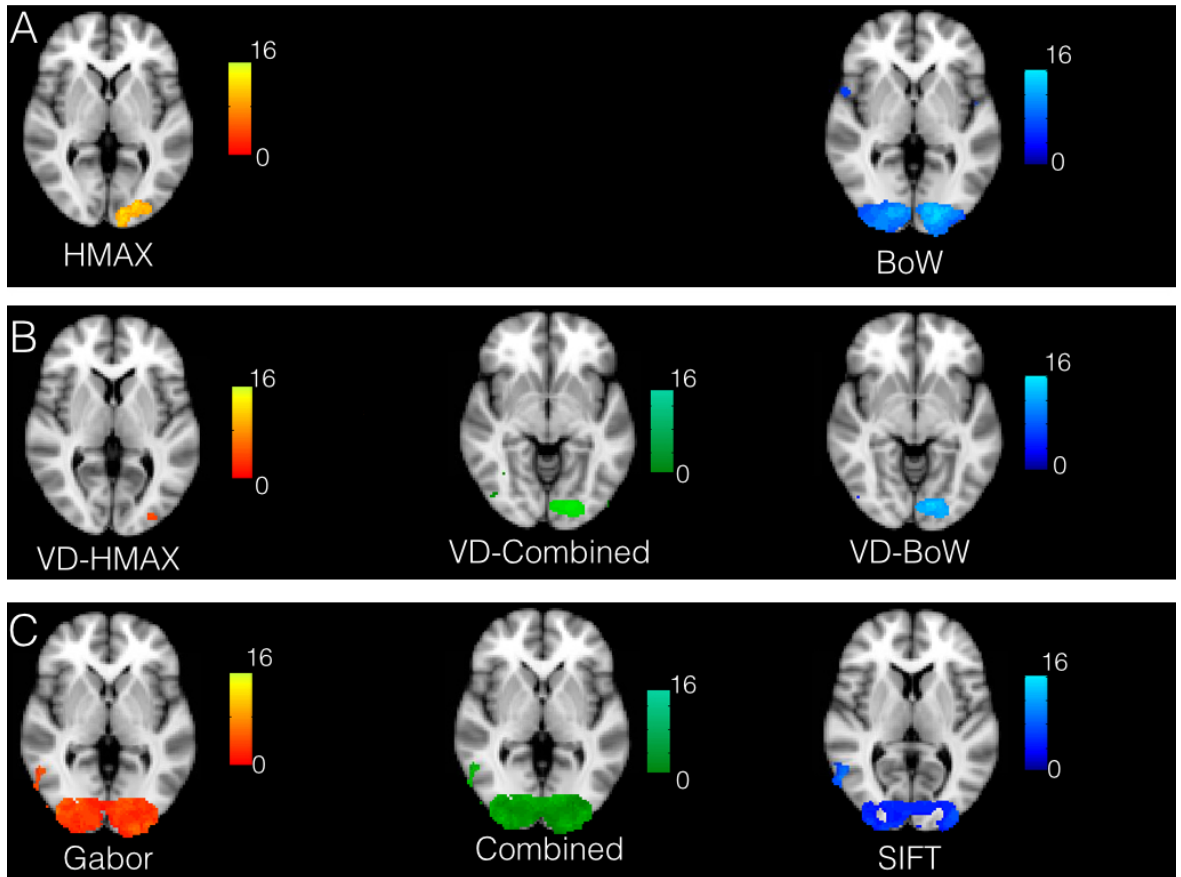 A
16
0
HMAX
16
0
BoW
B
16
0
VD-HMAX
16
0
VD-Combined
16
0
VD-BoW
C
16
0
Gabor
16
0
Combined
16
0
SIFT